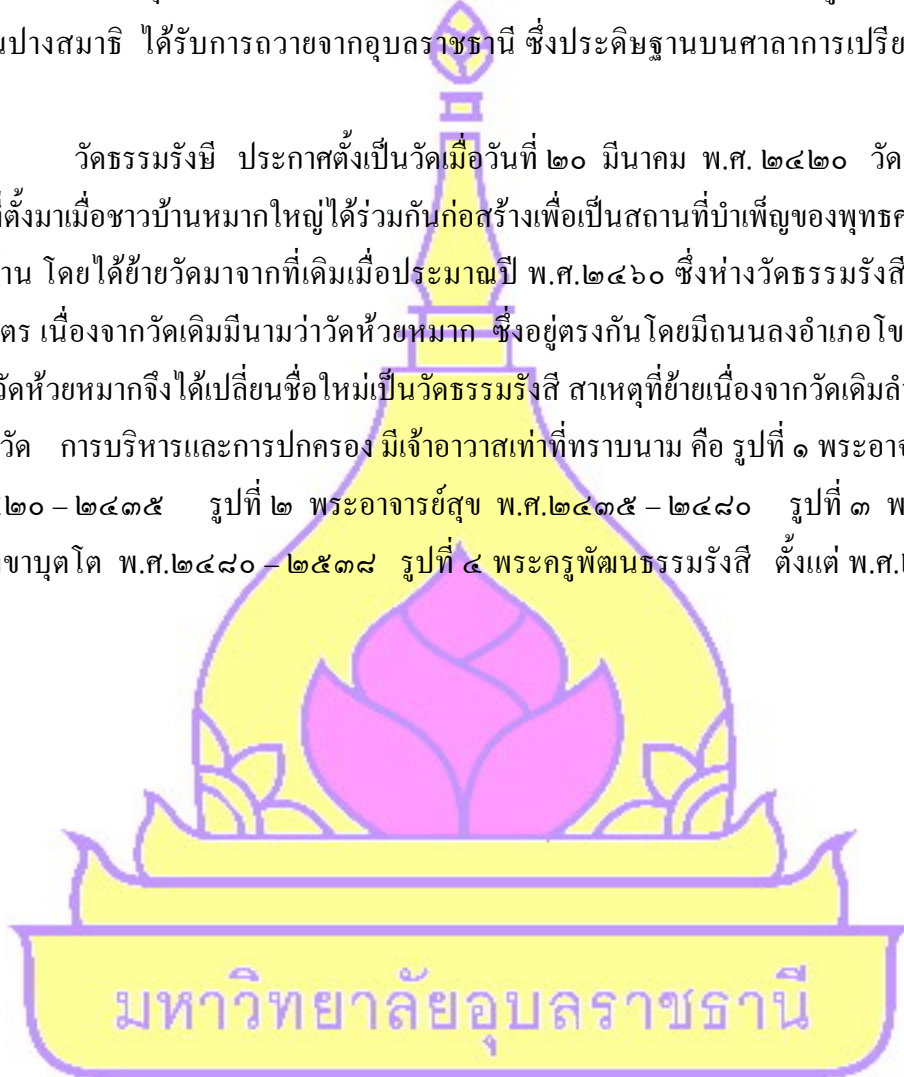 นปางสมาธิ ได้รับการถวายจากอุบลราชธานี ซึ่งประดิษฐานบนศาลาการเปรีย
วัดธรรมรังษี ประกาศตั้งเป็นวัดเมื่อวันที่ ๒๐ มีนาคม พ.ศ. ๒๔๒๐ วัด
ที่ตั้งมาเมื่อชาวบ้านหมากใหญ่ได้ร่วมกันก่อสร้างเพื่อเป็นสถานที่บำเพ็ญของพุทธ
าน โดยได้ย้ายวัดมาจากที่เดิมเมื่อประมาณปี พ.ศ.๒๔๖๐ ซึ่งห่างวัดธรรมรังสี
ตร เนื่องจากวัดเดิมมีนามว่าวัดห้วยหมาก ซึ่งอยู่ตรงกันโดยมีถนนลงอำเภอโข
วัดห้วยหมากจึงได้เปลี่ยนชื่อใหม่เป็นวัดธรรมรังสี สาเหตุที่ย้ายเนื่องจากวัดเดิม
วัด การบริหารและการปกครอง มีเจ้าอาวาสเท่าที่ทราบนาม คือ รูปที่ ๑ พระอาจ
๒๐ – ๒๔๓๕ รูปที่ ๒ พระอาจารย์สุข พ.ศ.๒๔๓๕ – ๒๔๘๐ รูปที่ ๓ พ
ขาบุตโต พ.ศ.๒๔๘๐ – ๒๕๓๘ รูปที่ ๔ พระครูพัฒนธรรมรังสี ตั้งแต่ พ.ศ.
มหาวิทยาลัยอุบลราชธานี